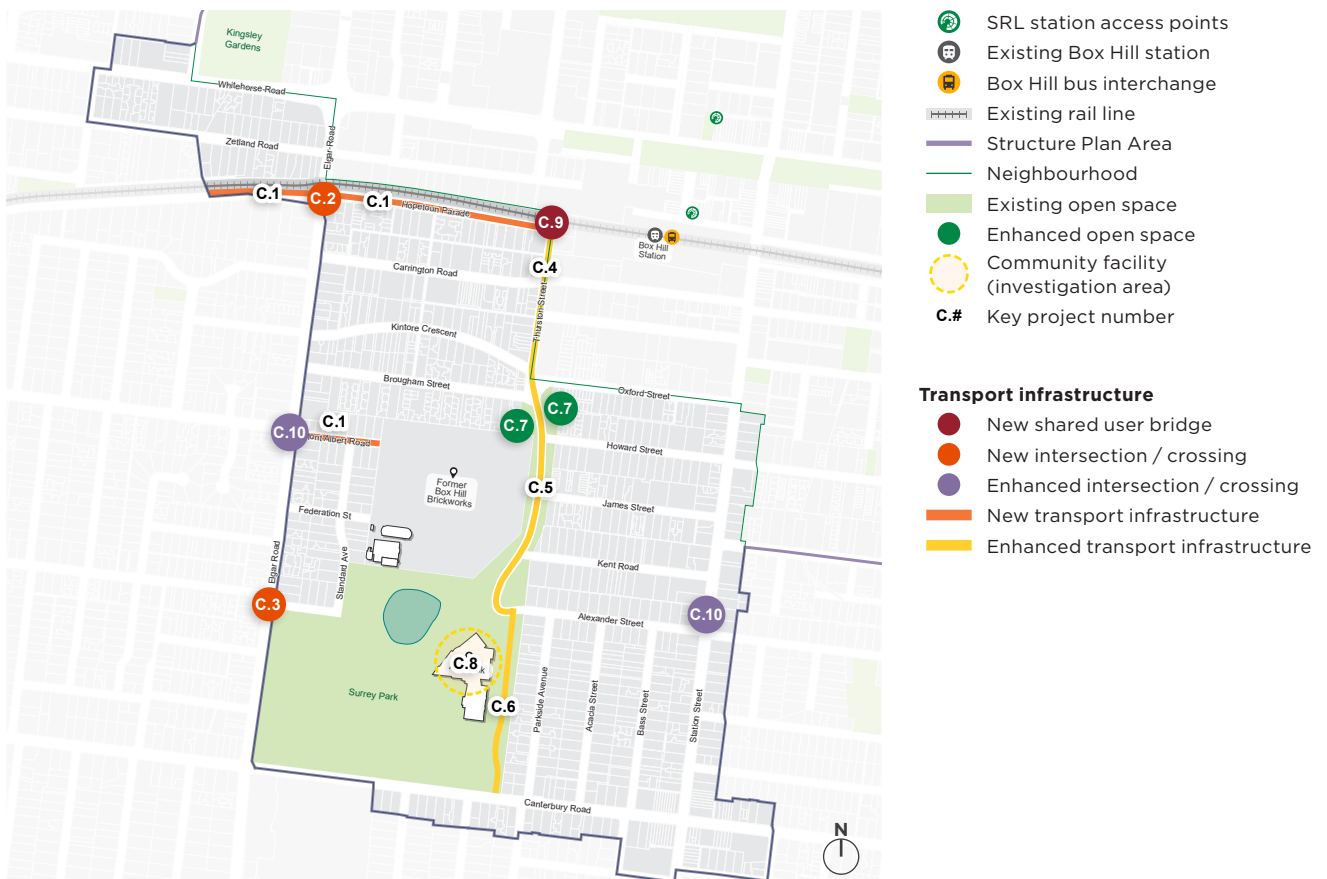 Kingsley
Gardens
Whitehorse Road
Elgar Road
Zetland Road
C.1
C.2
C.1
Hopetoun Parade
C.9
Box Hill
Station
C.4
Carrington Road
Thurston Street
Kintore Crescent
Brougham Street
Oxford Street
C.7
C.7
C.1
C.10
ont Albert Road
Howard Street
Former
Box Hill
Brickworks
C.5
James Street
Federation St
Standard Ave
Elgar Road
Kent Road
C.3
Alexander Street
C.10
C.8
Surrey Park
C.6
Parkside Avenue
Acacia Street
Bass Street
Station Street
Canterbury Road
N
SRL station access points
Existing Box Hill station
Box Hill bus interchange
Existing rail line
Structure Plan Area
Neighbourhood
Existing open space
Enhanced open space
Community facility
(investigation area)
C.# Key project number
Transport infrastructure
New shared user bridge
New intersection / crossing
Enhanced intersection / crossing
New transport infrastructure
Enhanced transport infrastructure